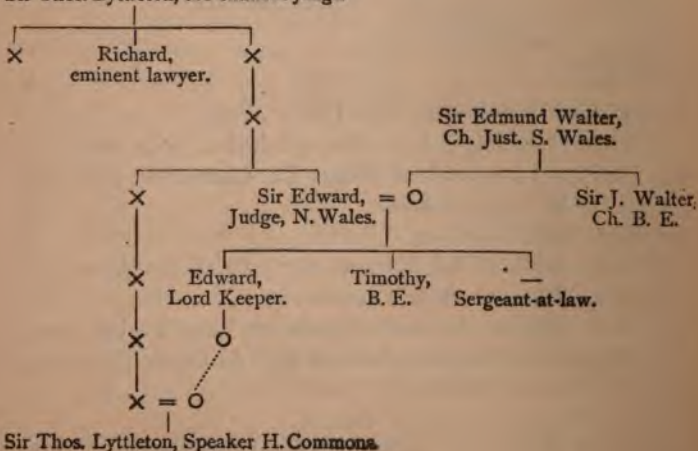 Richard,
eminent lawyer.
Sir Edmund Walter,
Ch. Just. S. Wales.
Sir Edward, = O
Judge, N. Wales.
Sir J. Walter,
Ch. B. E.
Edward,
Lord Keeper.
Timothy,
B. E.
—
Sergeant-at-law.
Sir Thos. Lyttleton, Speaker H. Commons.